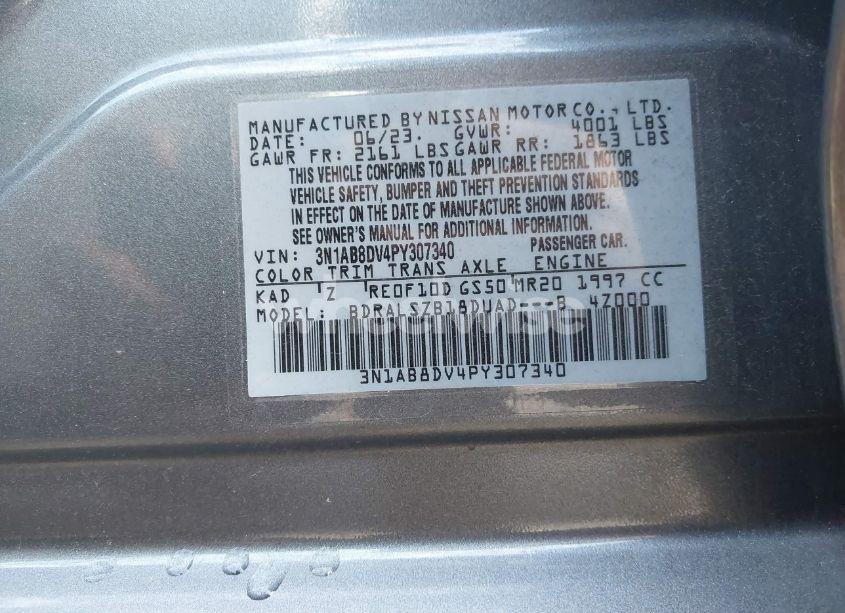 MANUFACTURED BY NISSAN MOTOR CO., LTD.
DATE: 06/23. GVWR: 4001 LBS
GAWR FR: 2161 LBS GAWR RR: 1863 LBS
THIS VEHICLE CONFORMS TO ALL APPLICABLE FEDERAL MOTOR
VEHICLE SAFETY, BUMPER AND THEFT PREVENTION STANDARDS
IN EFFECT ON THE DATE OF MANUFACTURE SHOWN ABOVE.
SEE OWNER'S MANUAL FOR ADDITIONAL INFORMATION.
VIN: 3N1AB8DV4PY307340 PASSENGER CAR.
COLOR TRIM TRANS AXLE ENGINE
KAD Z RE0F10D GS50 MR20 1997 CC
MODEL: BDRALSZB18DUAD---B 4Z000
3N1AB8DV4PY307340